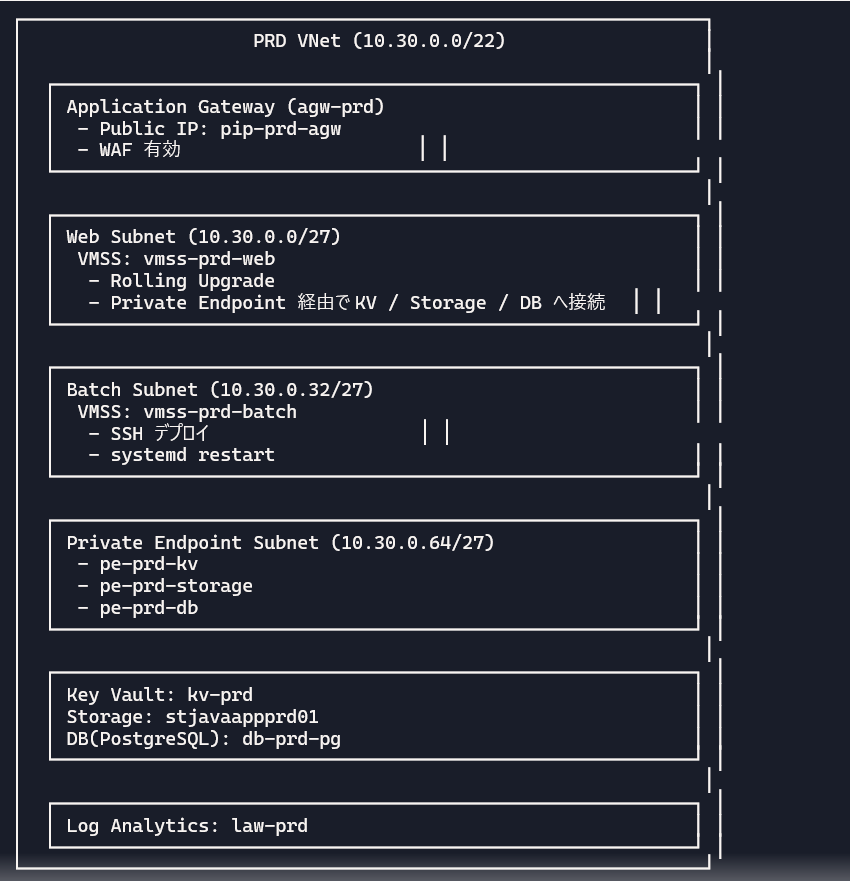 PRD VNet (10.30.0.0/22)
Application Gateway (agw-prd)
- Public IP: pip-prd-agw
- WAF 有効
Web Subnet (10.30.0.0/27)
VMSS: vmss-prd-web
- Rolling Upgrade
- Private Endpoint 経由でKV / Storage / DB へ接続
Batch Subnet (10.30.0.32/27)
VMSS: vmss-prd-batch
- SSH デプロイ
- systemd restart
Private Endpoint Subnet (10.30.0.64/27)
- pe-prd-kv
- pe-prd-storage
- pe-prd-db
Key Vault: kv-prd
Storage: stjavaappprd01
DB(PostgreSQL): db-prd-pg
Log Analytics: law-prd